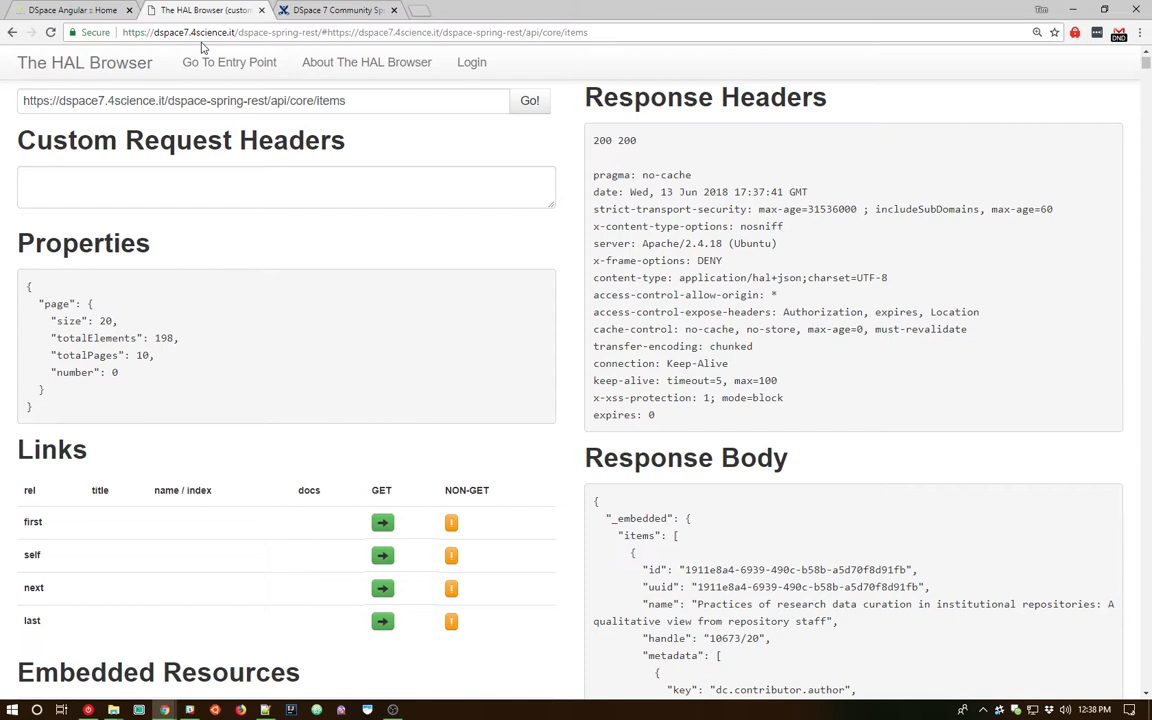 DSpace Angular :: Home
The HAL Browser (custom
DSpace 7 Community Sp
Tim
Secure
https://dspace7.4science.it/dspace-spring-rest/#https://dspace7.4science.it/dspace-spring-rest/api/core/items
DND
The HAL Browser
Go To Entry Point
About The HAL Browser
Login
https://dspace7.4science.it/dspace-spring-rest/api/core/items
Go!
Custom Request Headers
Properties
{
"page": {
"size": 20,
"totalElements": 198,
"totalPages": 10,
"number": 0
}
}
Links
rel title name / index docs GET NON-GET
first
self
next
last
Embedded Resources
Response Headers
200 200
pragma: no-cache
date: Wed, 13 Jun 2018 17:37:41 GMT
strict-transport-security: max-age=31536000 ; includeSubDomains, max-age=60
x-content-type-options: nosniff
server: Apache/2.4.18 (Ubuntu)
x-frame-options: DENY
content-type: application/hal+json;charset=UTF-8
access-control-allow-origin: *
access-control-expose-headers: Authorization, expires, Location
cache-control: no-cache, no-store, max-age=0, must-revalidate
transfer-encoding: chunked
connection: Keep-Alive
keep-alive: timeout=5, max=100
x-xss-protection: 1; mode=block
expires: 0
Response Body
{
"_embedded": {
"items": [
{
"id": "1911e8a4-6939-490c-b58b-a5d70f8d91fb",
"uuid": "1911e8a4-6939-490c-b58b-a5d70f8d91fb",
"name": "Practices of research data curation in institutional repositories: A
qualitative view from repository staff",
"handle": "10673/20",
"metadata": [
{
"key": "dc.contributor.author",
12:38 PM